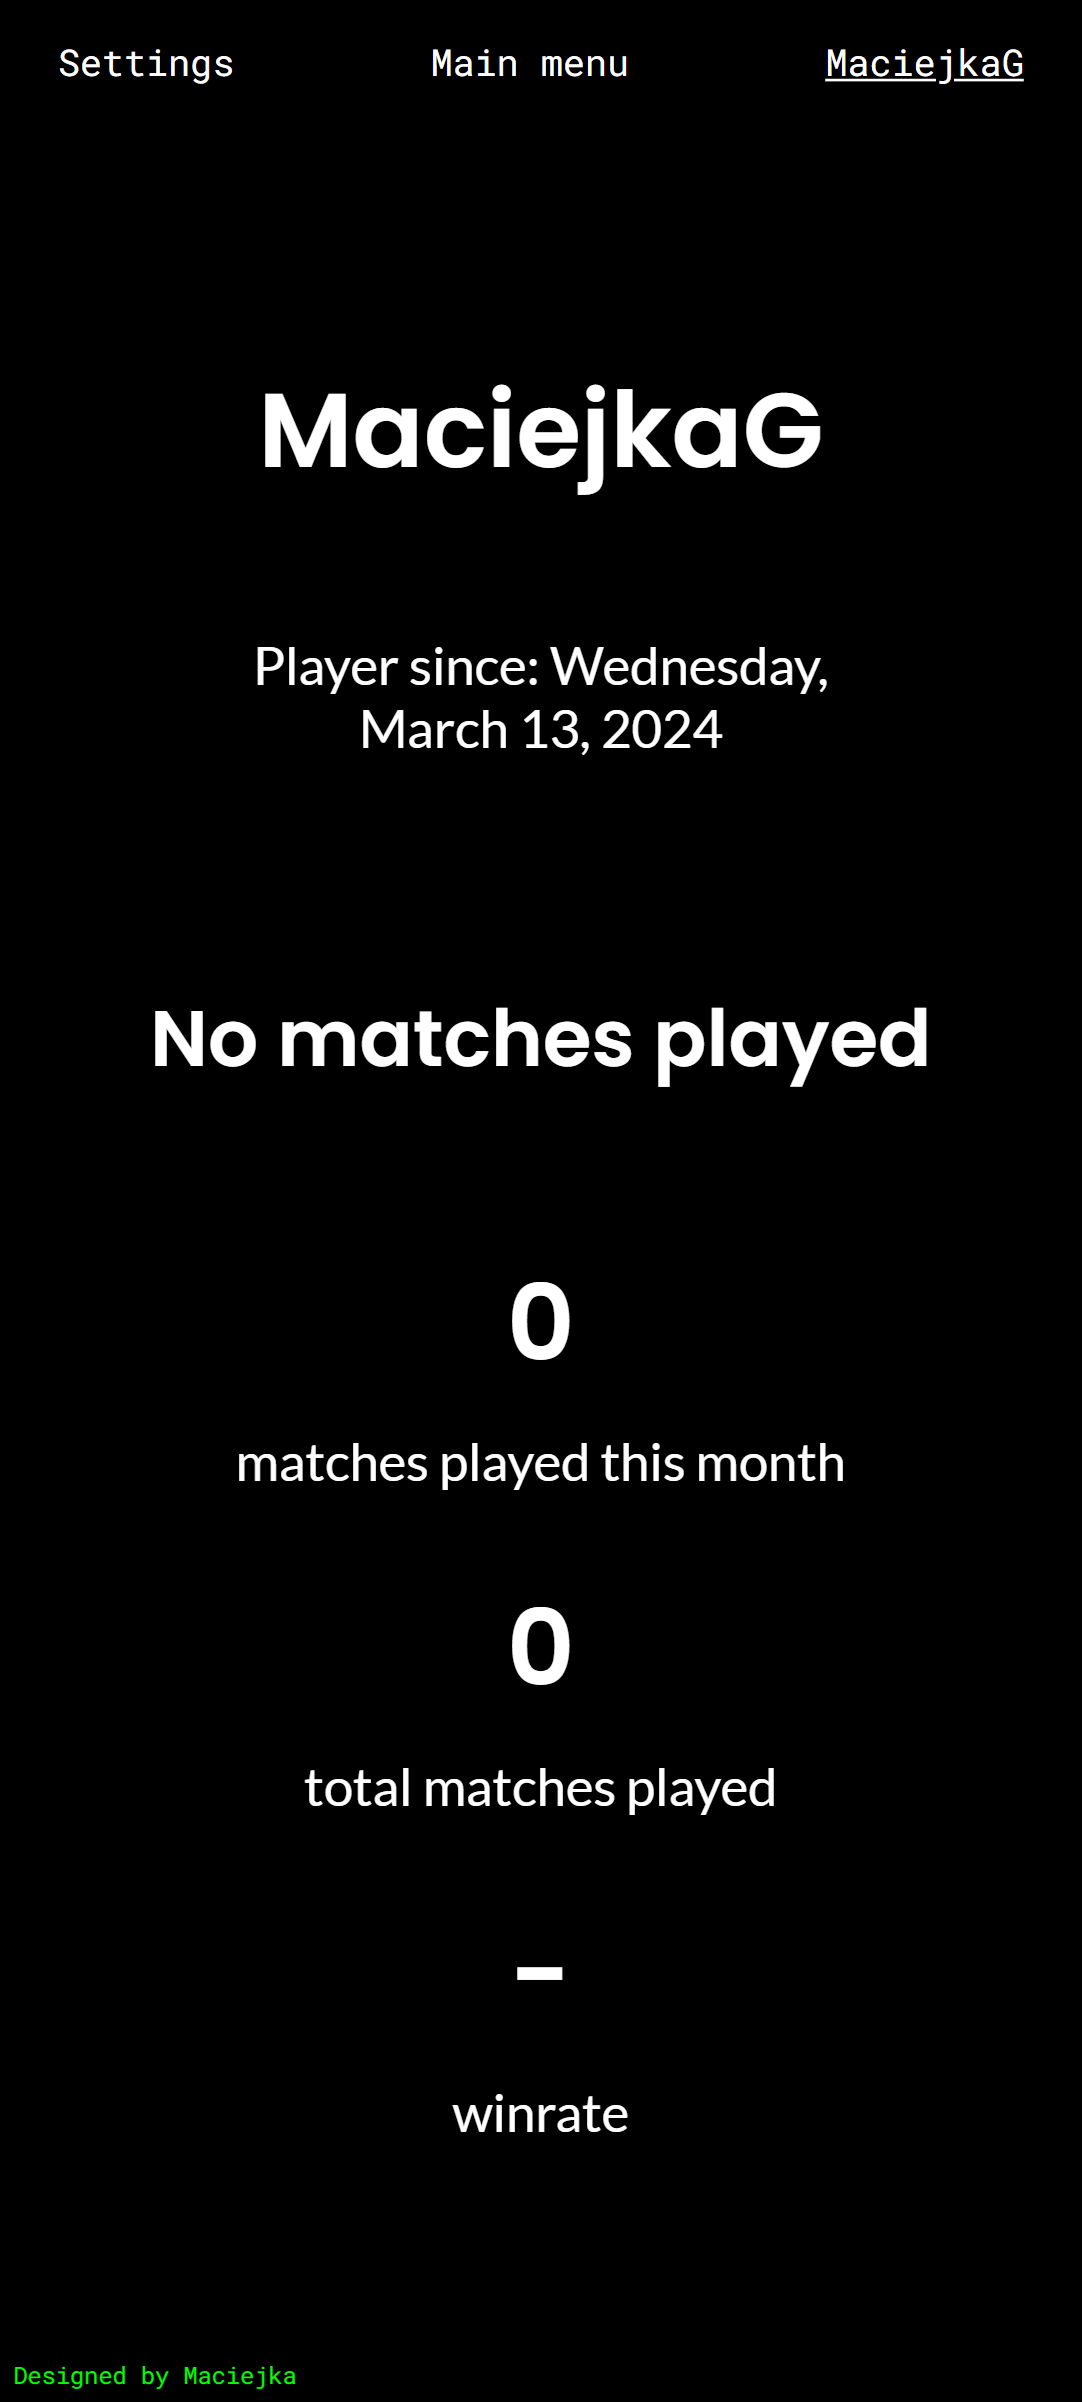 Settings Main menu MaciejkaG
MaciejkaG
Player since: Wednesday,
March 13, 2024
No matches played
0
matches played this month
0
total matches played
-
winrate
Designed by Maciejka